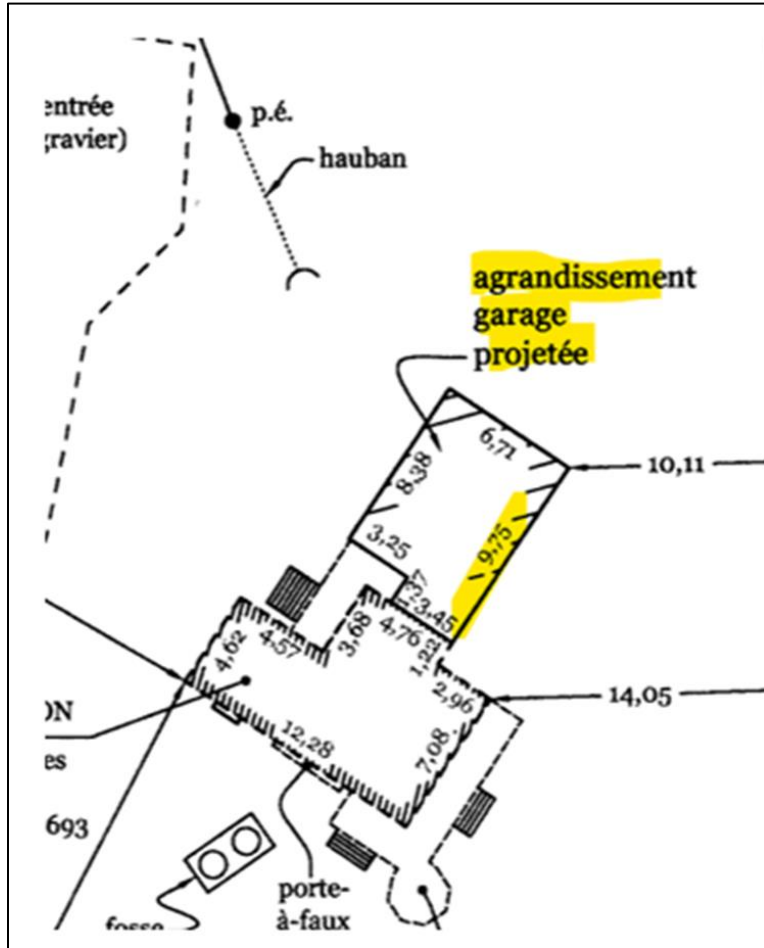 entrée
gravier)
p.é.
hauban
agrandissement
garage
projetée
6,71
10,11
8,38
9,75
3,25
1,37
3,45
4,76
3,68
4,57
4,62
1,22
2,96
14,05
ON
es
12,28
7,08
693
porte-
à-faux
fosse